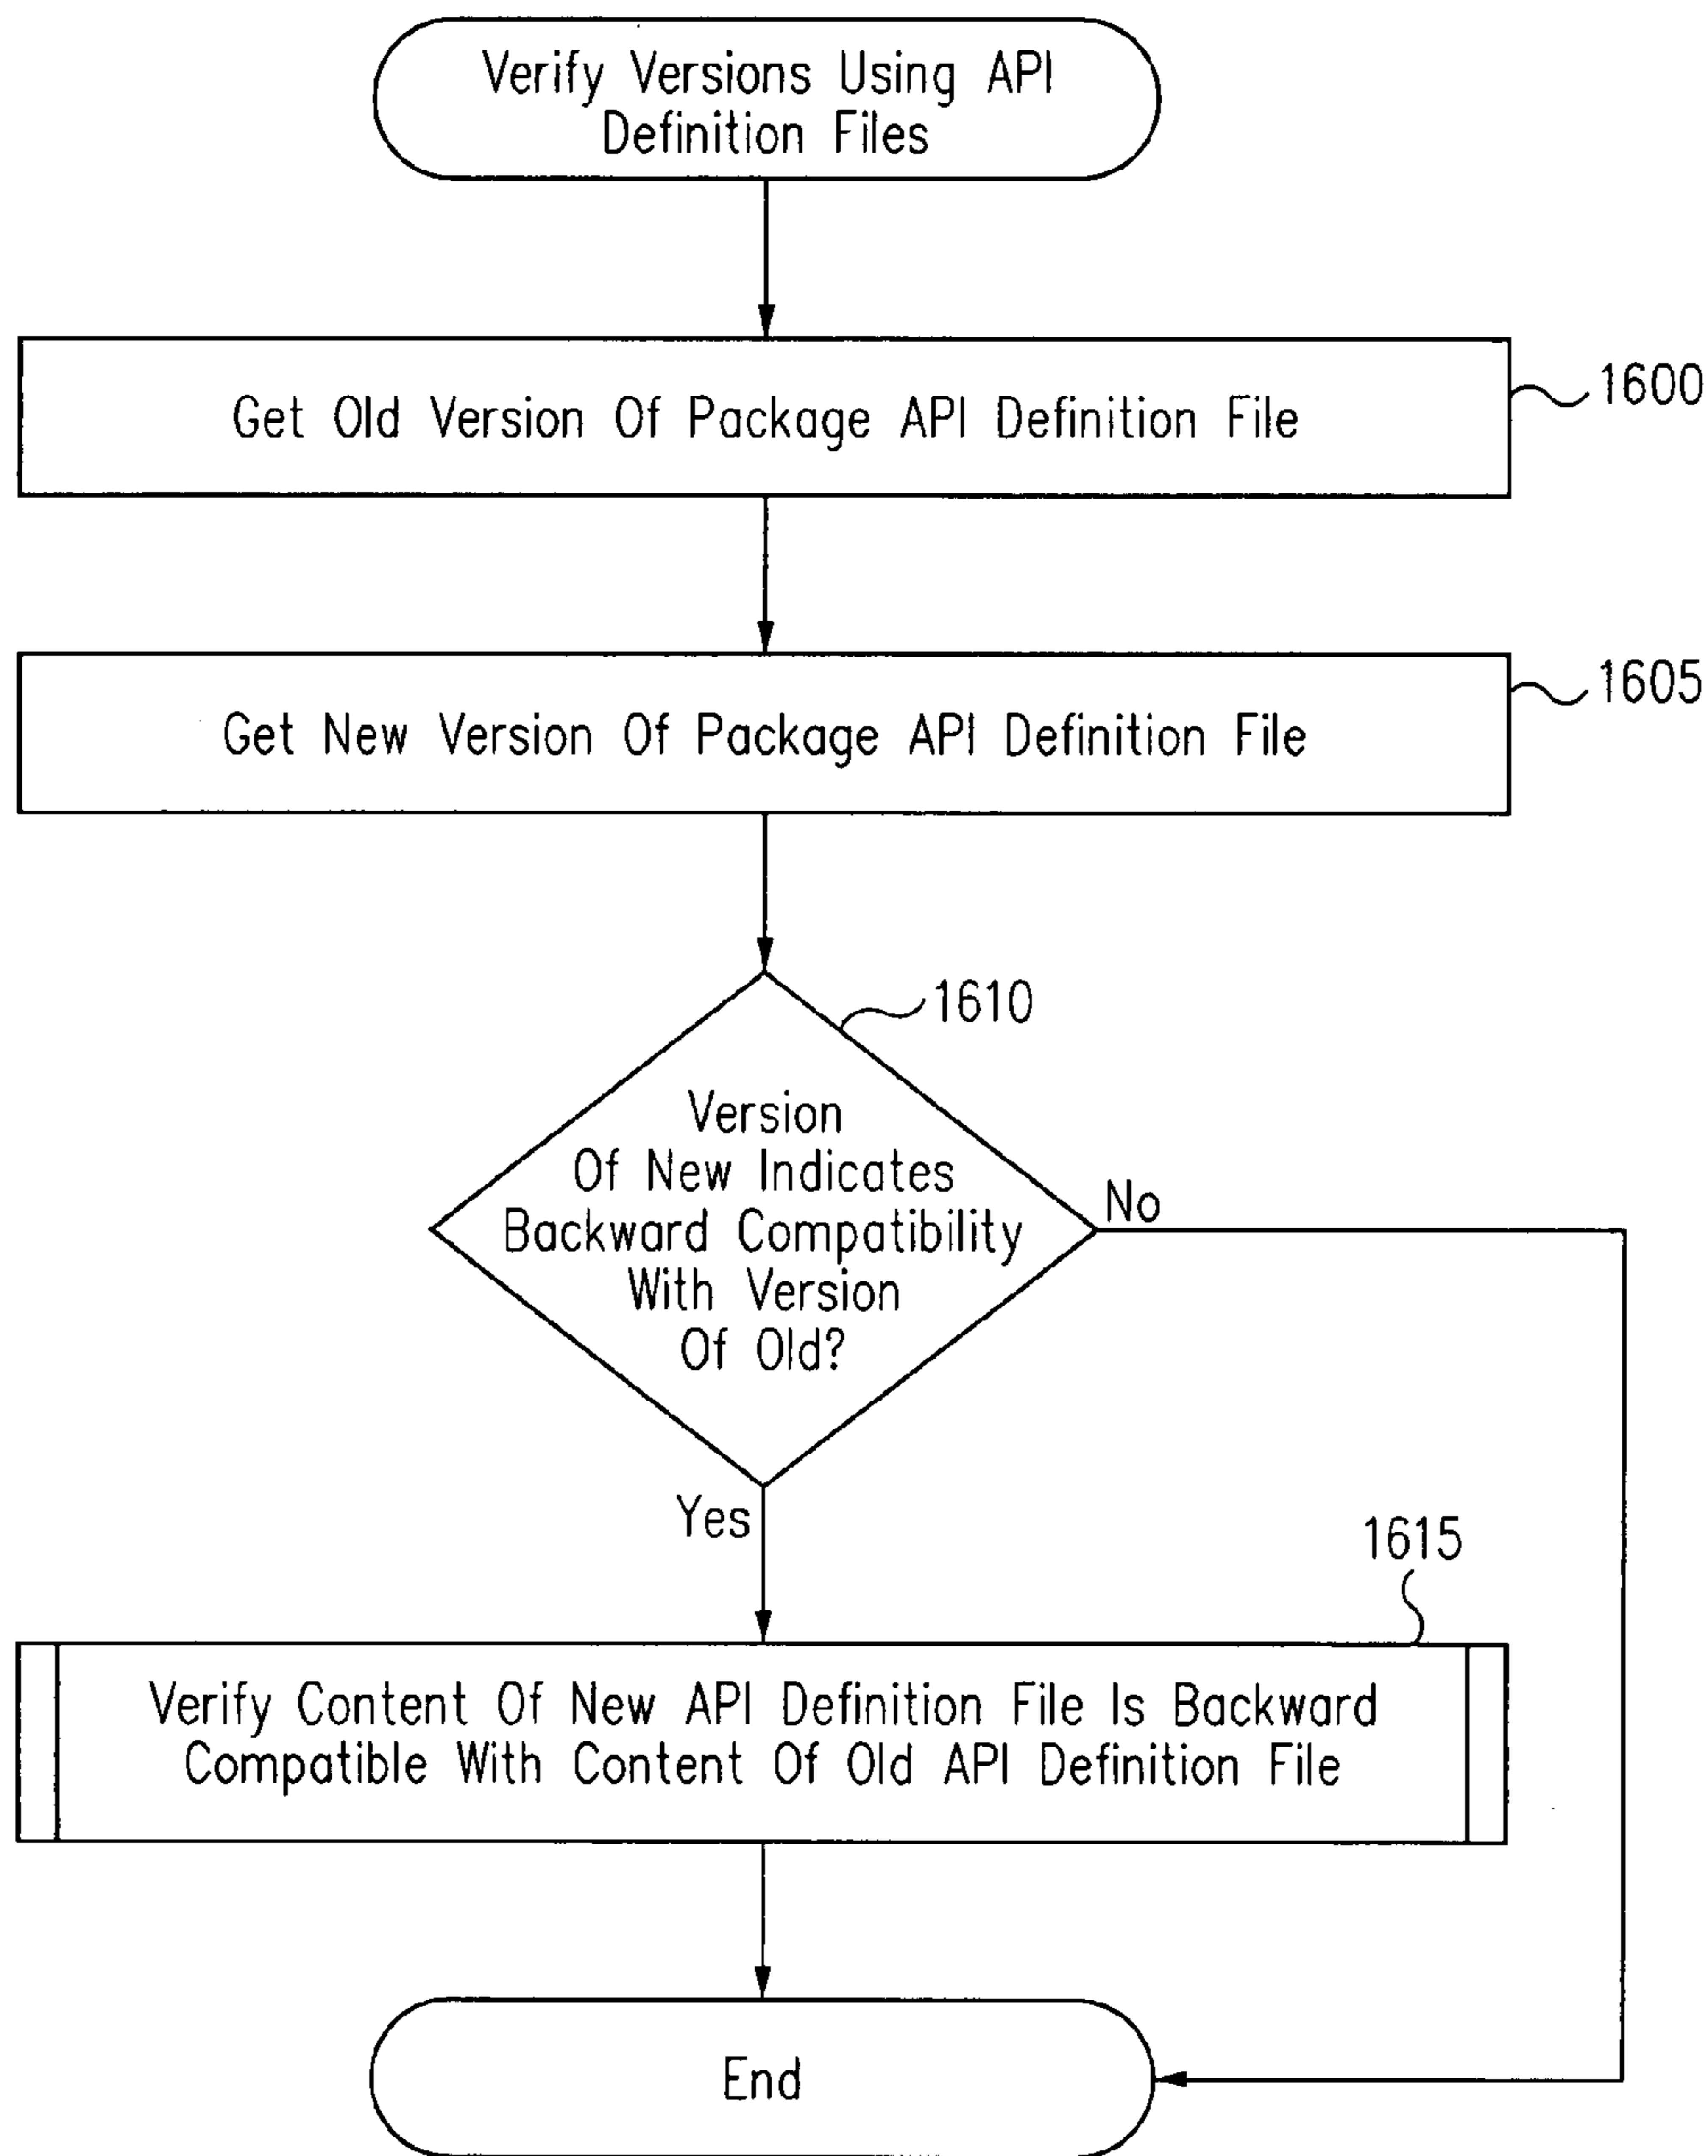 Verify Versions Using API
Definition Files
Get Old Version Of Package API Definition File
1600
Get New Version Of Package API Definition File
1605
1610
Version
Of New Indicates
Backward Compatibility
With Version
Of Old?
No
Yes
1615
Verify Content Of New API Definition File Is Backward
Compatible With Content Of Old API Definition File
End